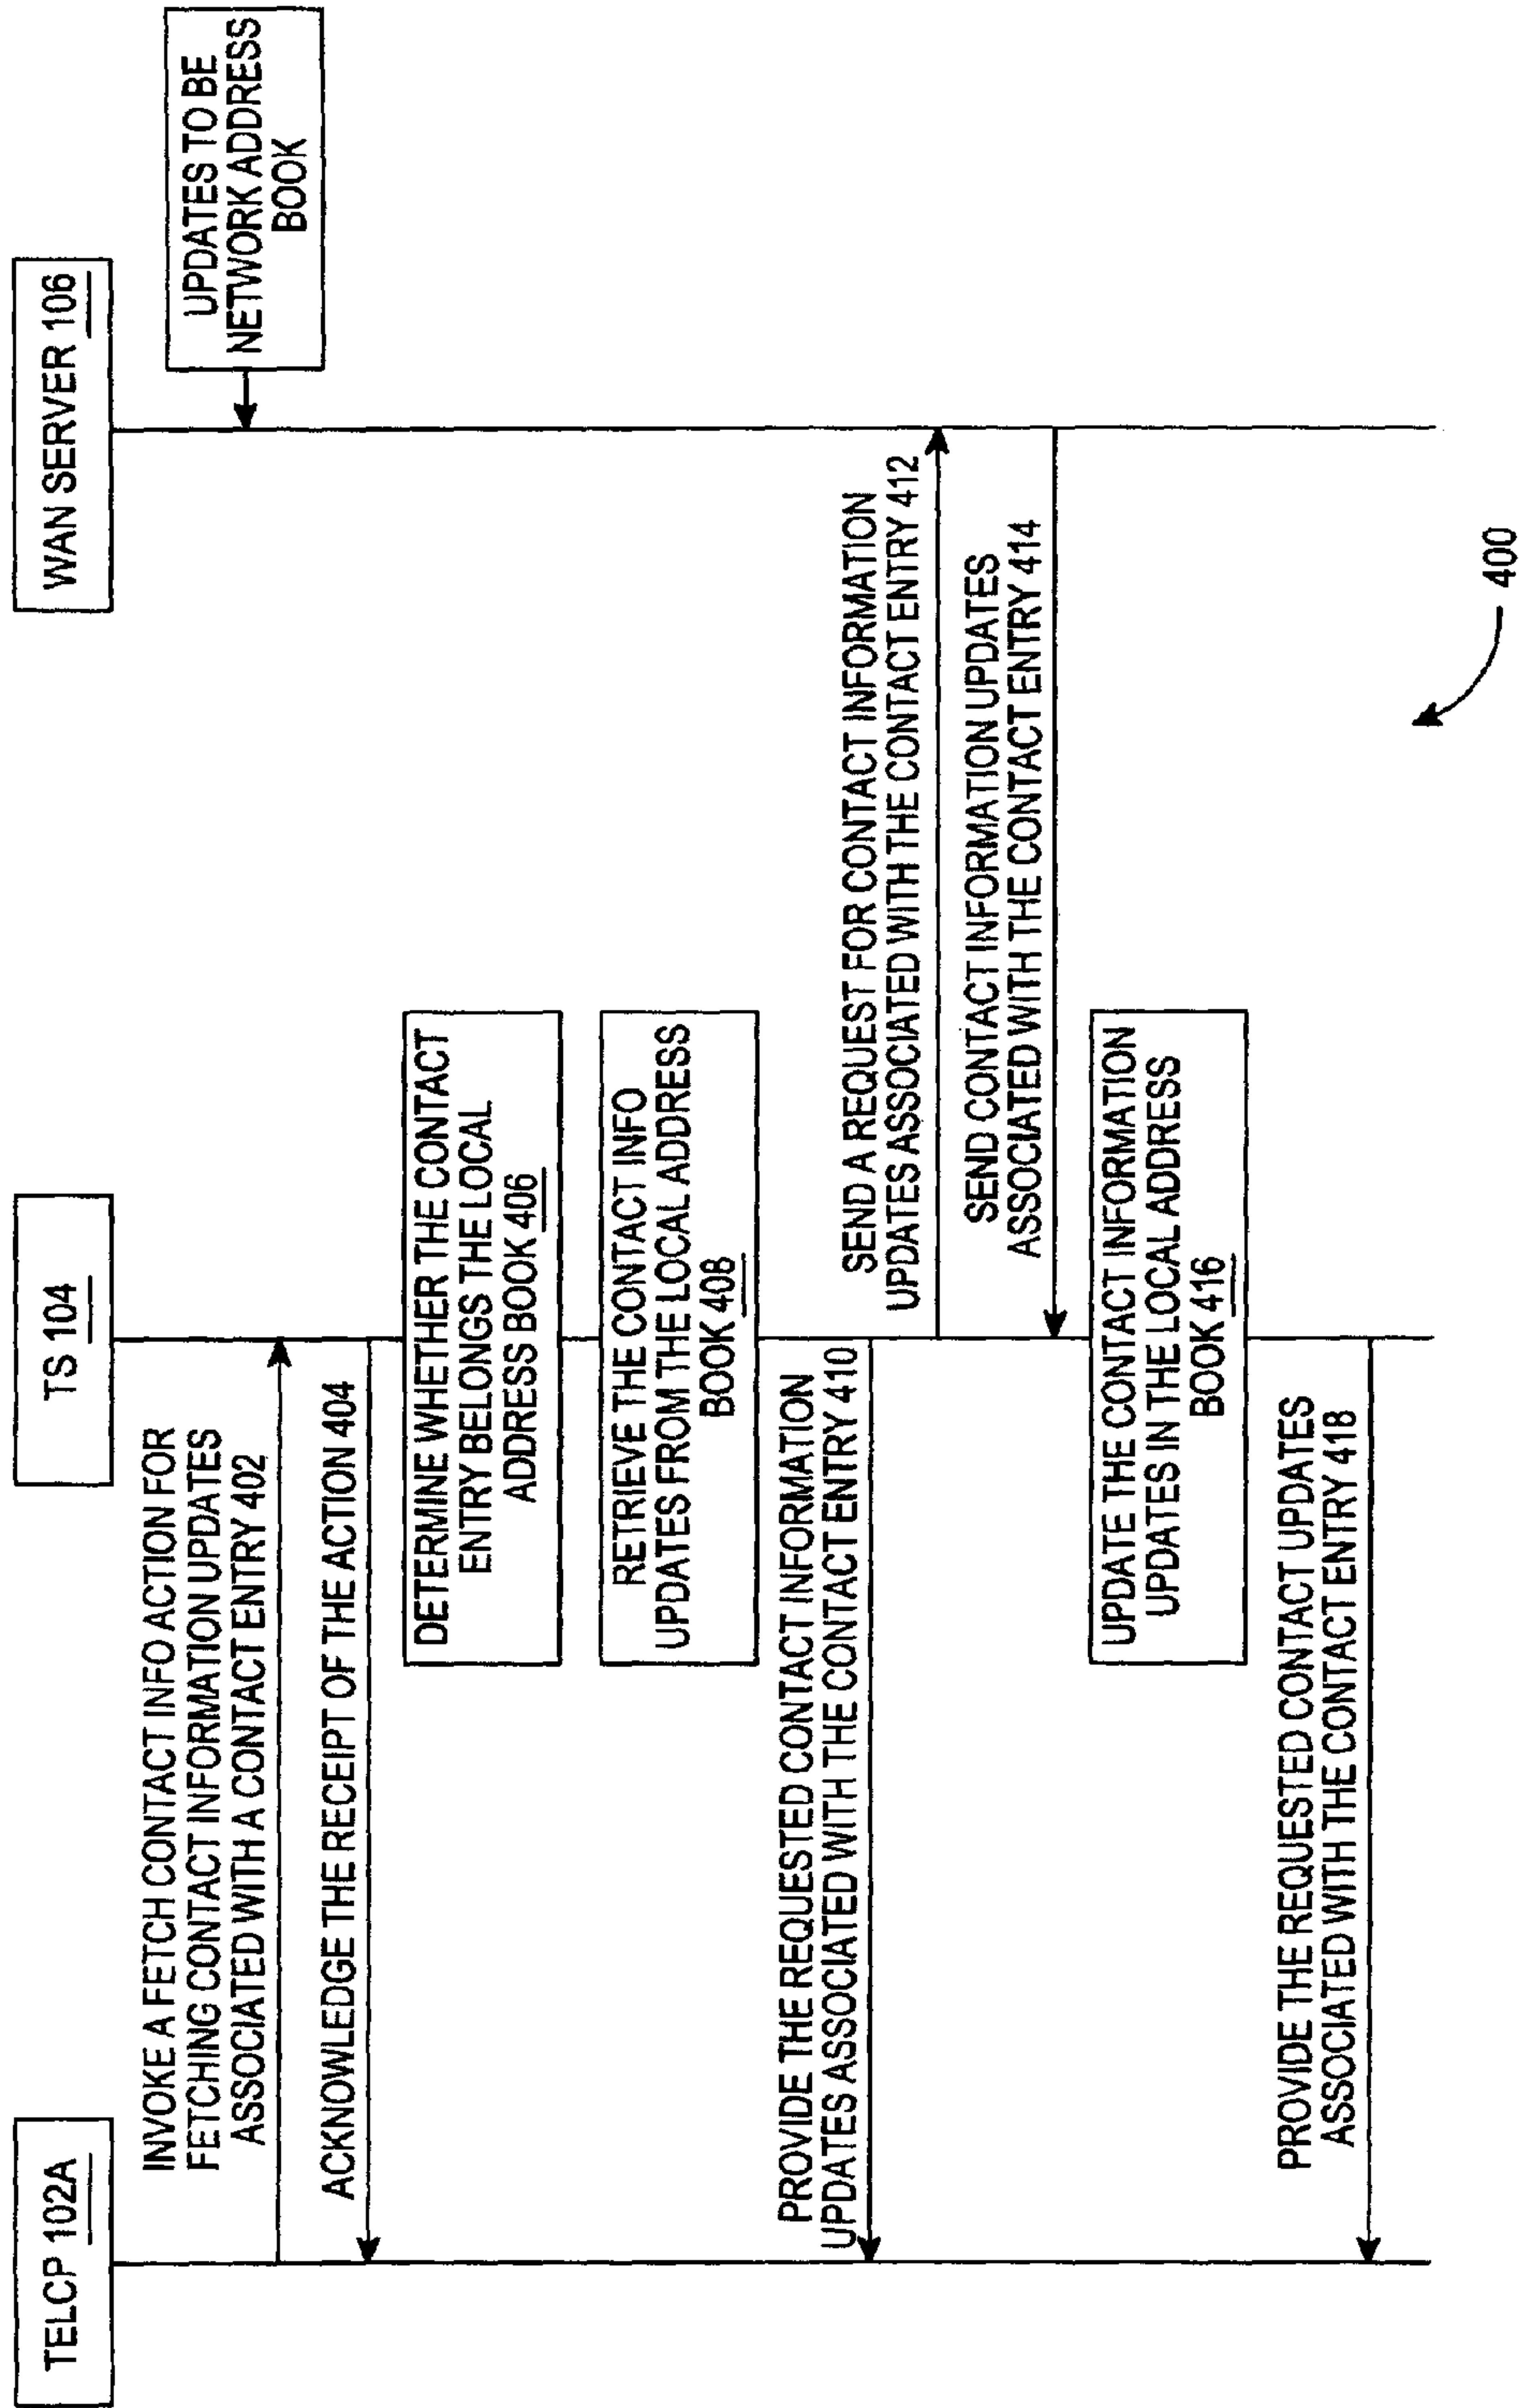 TELCP 102A
TS 104
WAN SERVER 106
UPDATES TO BE
NETWORK ADDRESS
BOOK
INVOKE A FETCH CONTACT INFO ACTION FOR
FETCHING CONTACT INFORMATION UPDATES
ASSOCIATED WITH A CONTACT ENTRY 402
ACKNOWLEDGE THE RECEIPT OF THE ACTION 404
DETERMINE WHETHER THE CONTACT
ENTRY BELONGS THE LOCAL
ADDRESS BOOK 406
RETRIEVE THE CONTACT INFO
UPDATES FROM THE LOCAL ADDRESS
BOOK 408
PROVIDE THE REQUESTED CONTACT INFORMATION
UPDATES ASSOCIATED WITH THE CONTACT ENTRY 410
SEND A REQUEST FOR CONTACT INFORMATION
UPDATES ASSOCIATED WITH THE CONTACT ENTRY 412
SEND CONTACT INFORMATION UPDATES
ASSOCIATED WITH THE CONTACT ENTRY 414
UPDATE THE CONTACT INFORMATION
UPDATES IN THE LOCAL ADDRESS
BOOK 416
PROVIDE THE REQUESTED CONTACT UPDATES
ASSOCIATED WITH THE CONTACT ENTRY 418
400